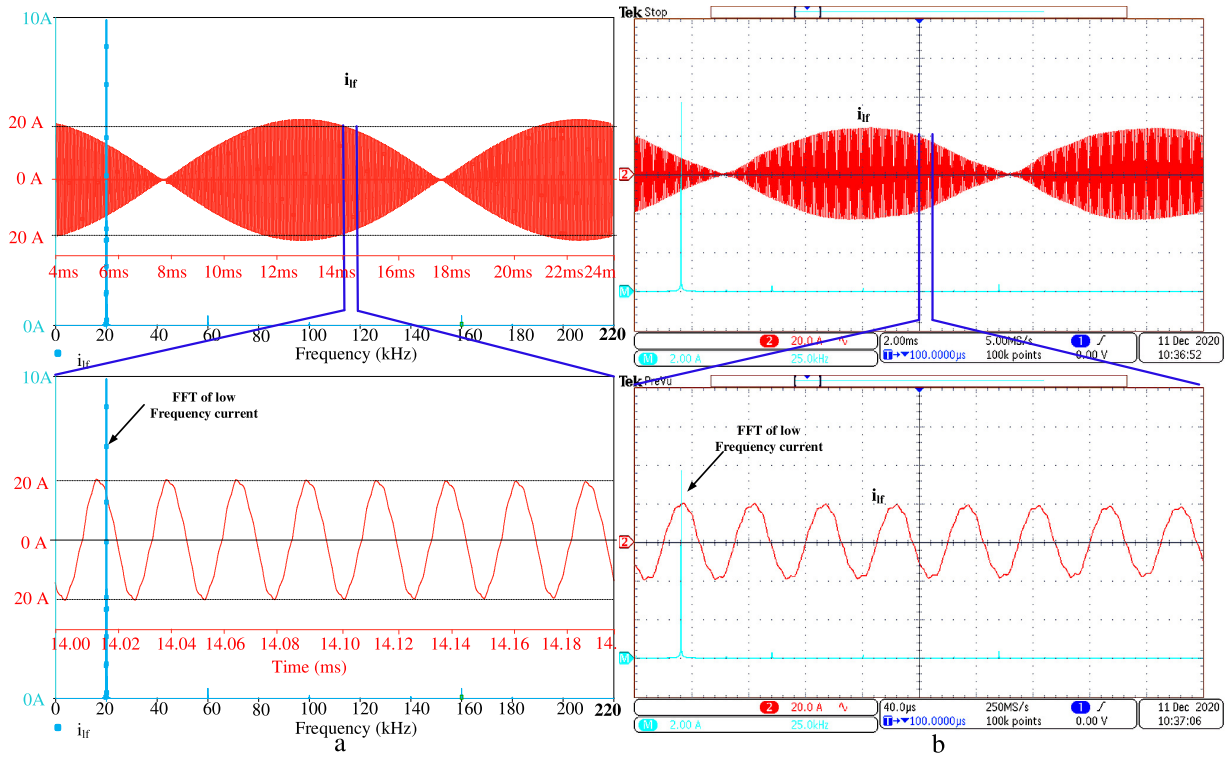 10A
i_lf
20 A
0 A
20 A
4ms 6ms 8ms 10ms 12ms 14ms 16ms 18ms 20ms 22ms 24m
0A
0 20 60 40 80 100 120 140 160 180 200 220
Frequency (kHz)
i_lf
10A
FFT of low
Frequency current
20 A
0 A
20 A
14.00 14.02 14.04 14.06 14.08 14.10 14.12 14.14 14.16 14.18 14.
Time (ms)
0A
0 20 40 60 80 100 120 140 160 180 200 220
Frequency (kHz)
i_lf
a
Tek Stop
i_lf
2
M
2 20.0 A
M 2.00 A 25.0kHz
2.00ms 5.00MS/s 1
T→▼100.0000µs 100k points 0.00 V
11 Dec 2020
10:36:52
Tek PreVu
FFT of low
Frequency current
i_lf
2
M
2 20.0 A
M 2.00 A 25.0kHz
40.0µs 250MS/s 1
T→▼100.0000µs 100k points 0.00 V
11 Dec 2020
10:37:06
b